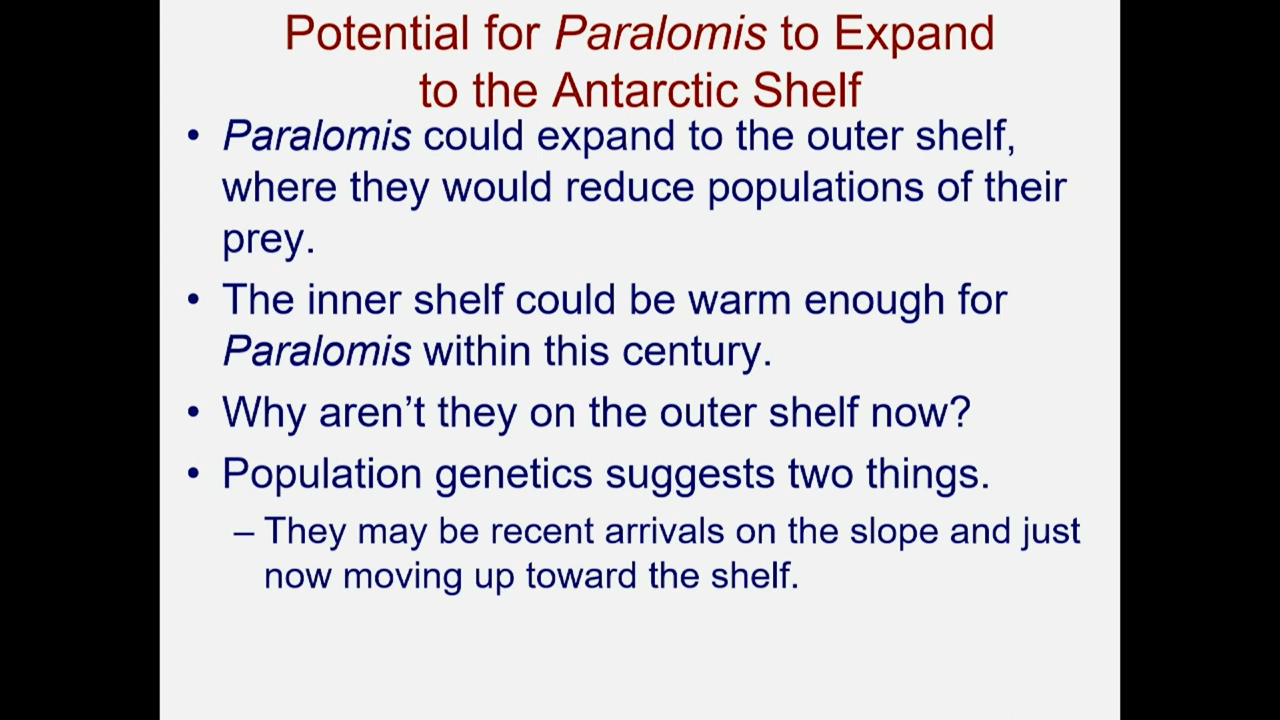 Potential for Paralomis to Expand
to the Antarctic Shelf
• Paralomis could expand to the outer shelf,
where they would reduce populations of their
prey.
• The inner shelf could be warm enough for
Paralomis within this century.
• Why aren’t they on the outer shelf now?
• Population genetics suggests two things.
– They may be recent arrivals on the slope and just
now moving up toward the shelf.